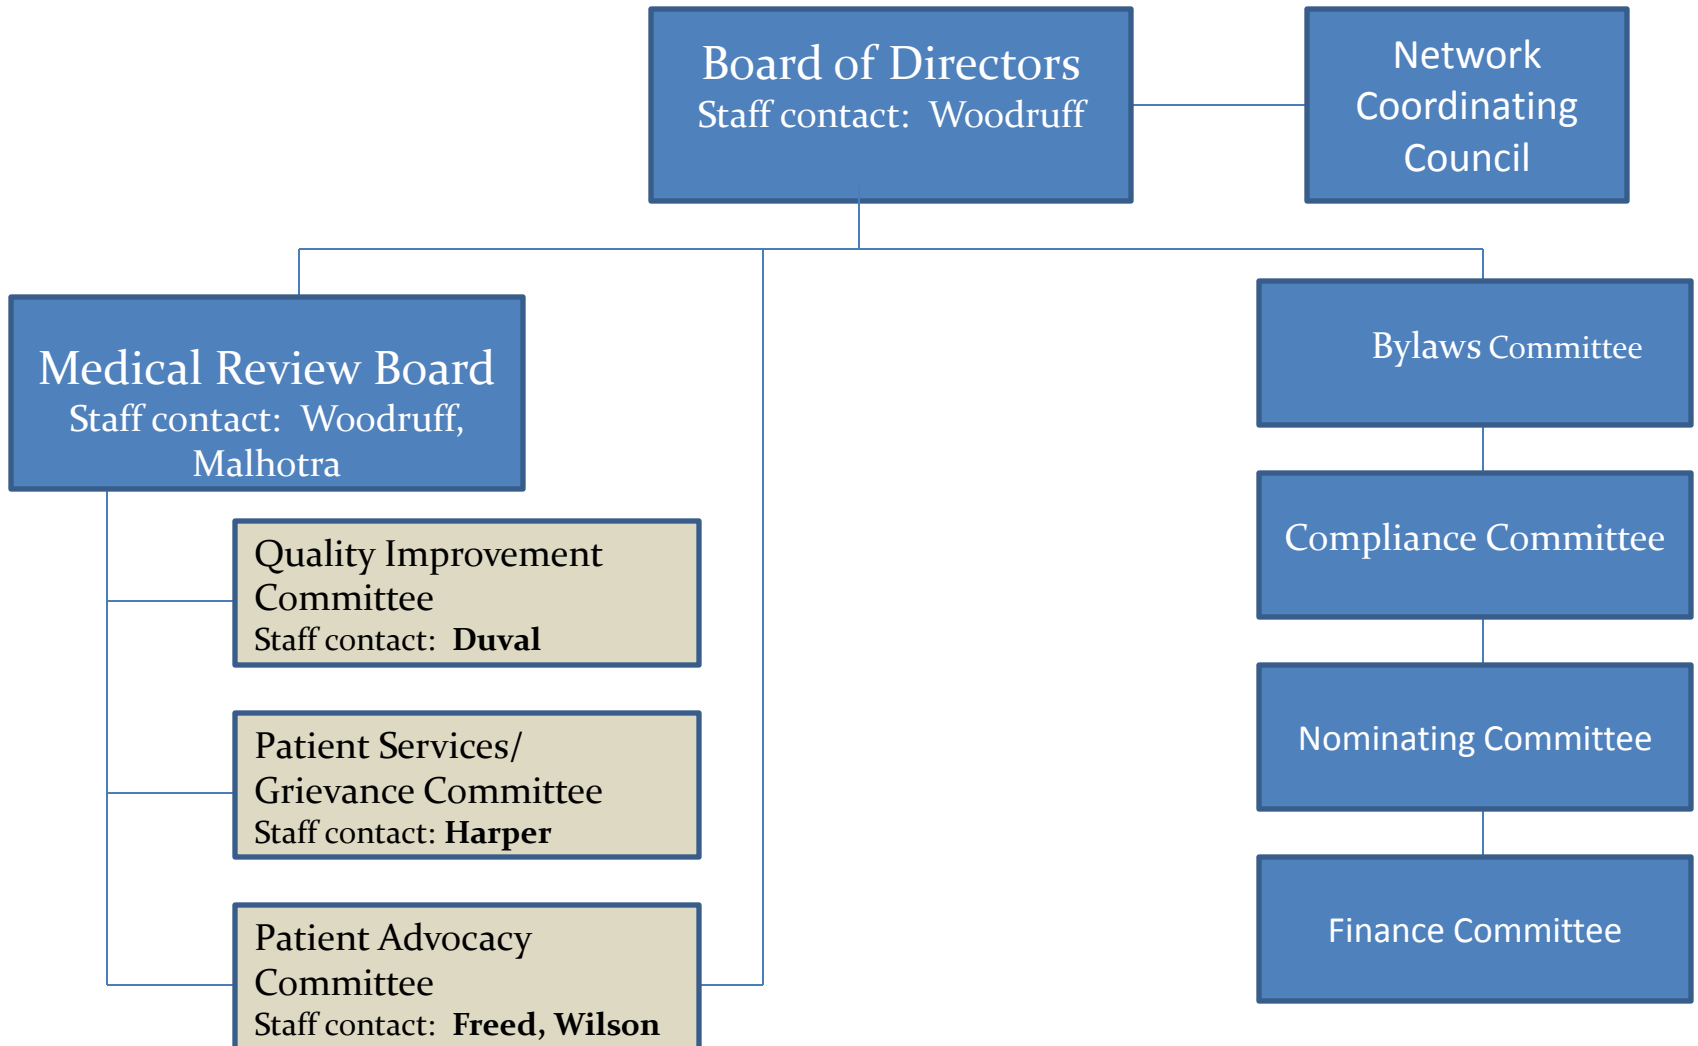 Board of Directors
Staff contact:  Woodruff
Network
Coordinating
Council
Medical Review Board
Staff contact:  Woodruff,
Malhotra
Quality Improvement
Committee
Staff contact:  Duval
Patient Services/
Grievance Committee
Staff contact: Harper
Patient Advocacy
Committee
Staff contact:  Freed, Wilson
Bylaws Committee
Compliance Committee
Nominating Committee
Finance Committee